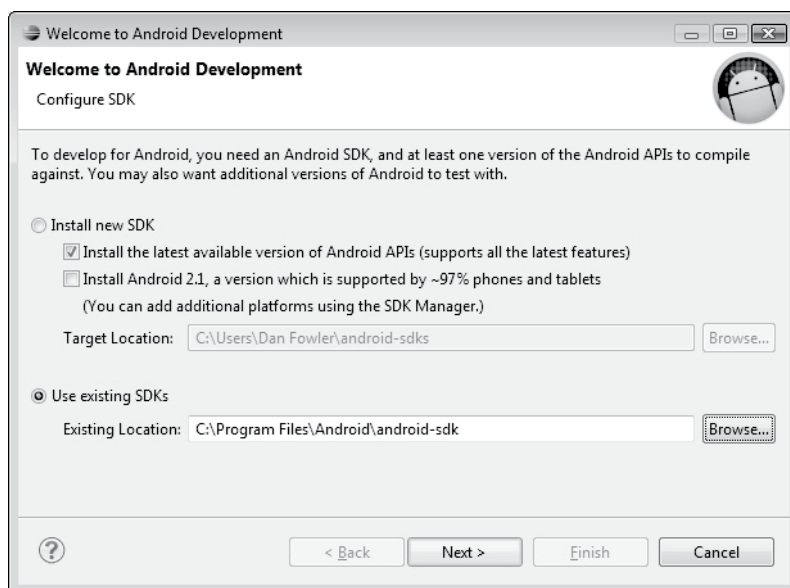 Welcome to Android Development
Welcome to Android Development
Configure SDK
To develop for Android, you need an Android SDK, and at least one version of the Android APIs to compile
against. You may also want additional versions of Android to test with.
Install new SDK
Install the latest available version of Android APIs (supports all the latest features)
Install Android 2.1, a version which is supported by ~97% phones and tablets
(You can add additional platforms using the SDK Manager.)
Target Location: C:\Users\Dan Fowler\android-sdks Browse...
Use existing SDKs
Existing Location: C:\Program Files\Android\android-sdk Browse...
? < Back Next > Finish Cancel